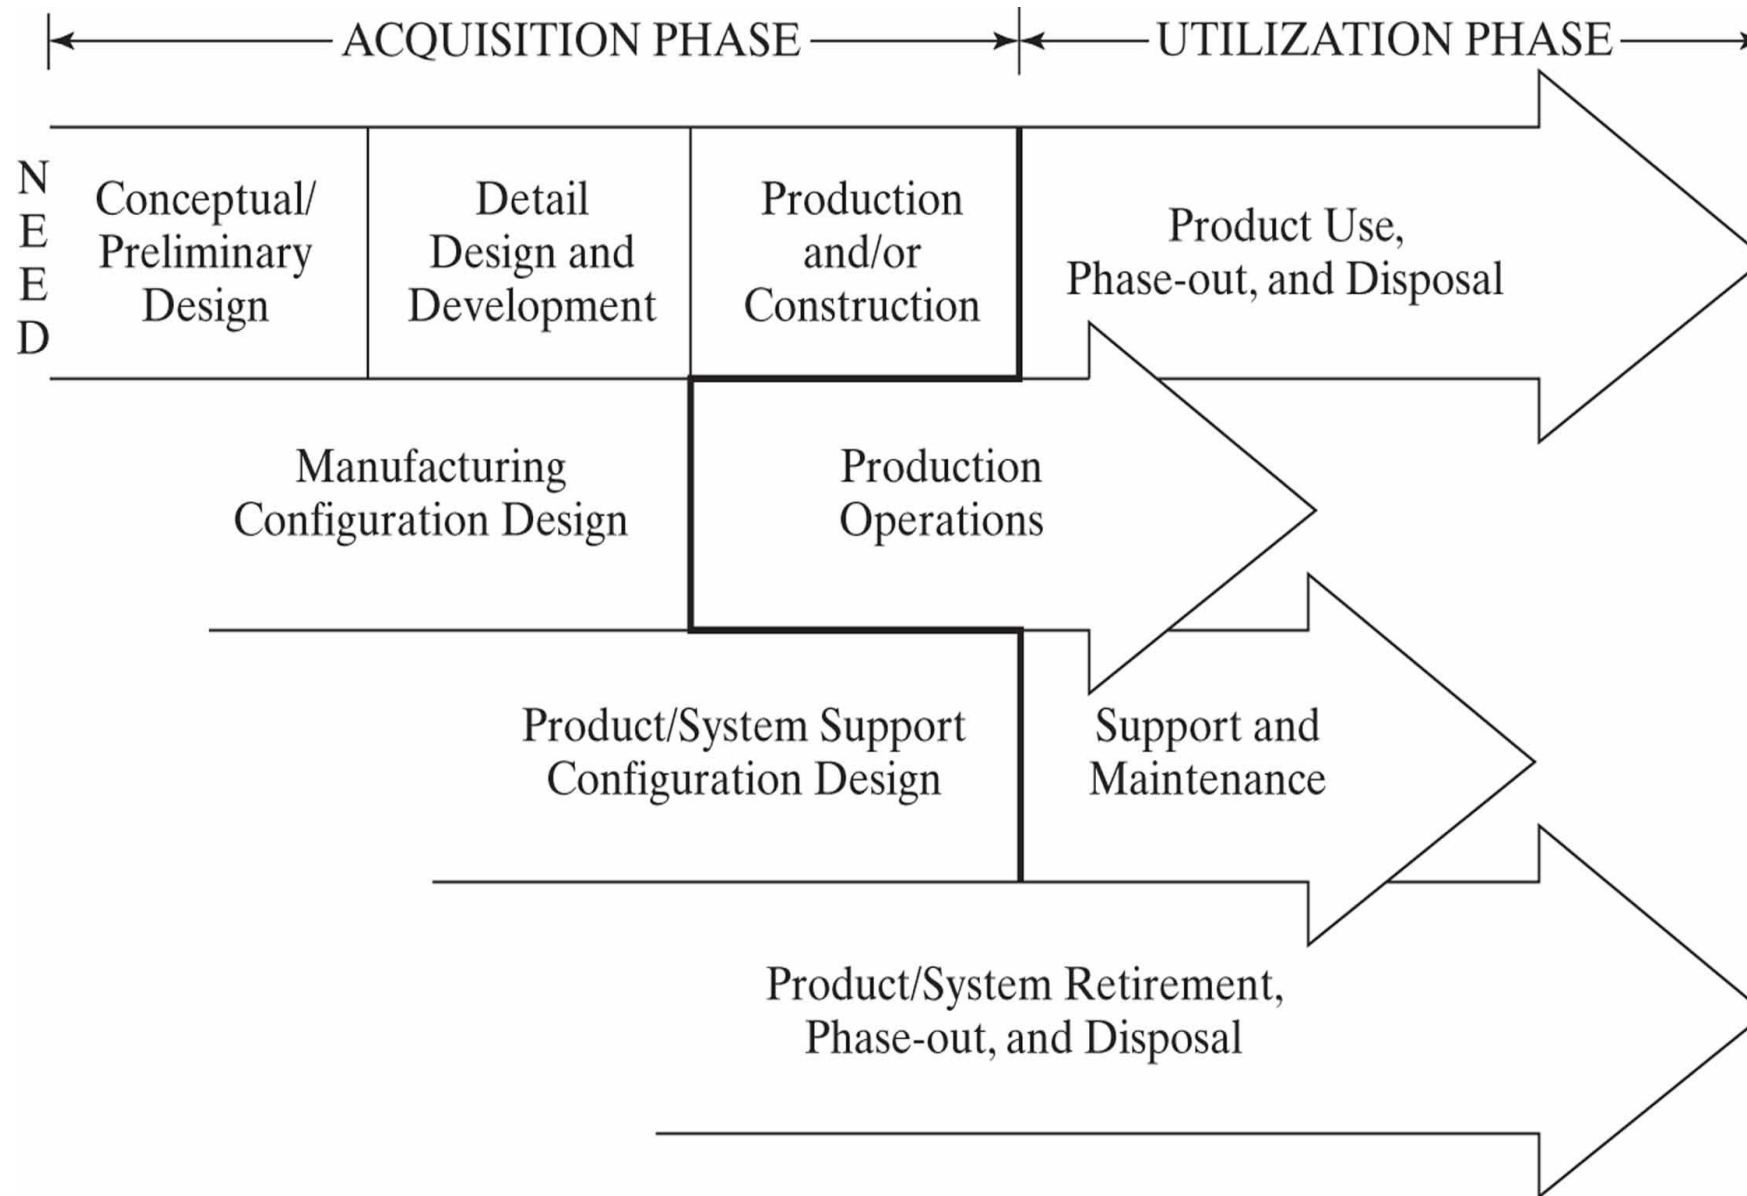 ACQUISITION PHASE
UTILIZATION PHASE
NEED
Conceptual/
Preliminary
Design
Detail
Design and
Development
Production
and/or
Construction
Product Use,
Phase-out, and Disposal
Manufacturing
Configuration Design
Production
Operations
Product/System Support
Configuration Design
Support and
Maintenance
Product/System Retirement,
Phase-out, and Disposal